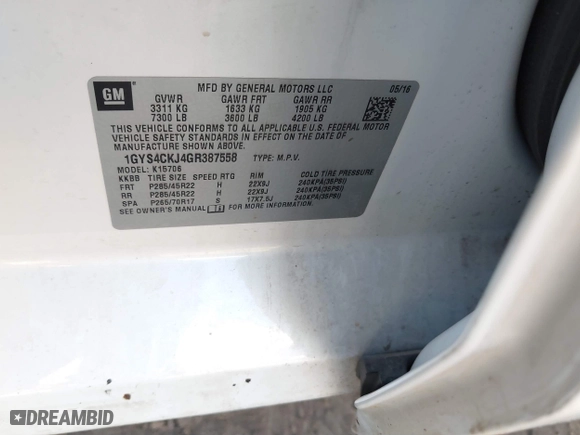 GM
MFD BY GENERAL MOTORS LLC
05/16
GVWR GAWR FRT GAWR RR
3311 KG 1633 KG 1905 KG
7300 LB 3600 LB 4200 LB
THIS VEHICLE CONFORMS TO ALL APPLICABLE U.S. FEDERAL MOTOR
VEHICLE SAFETY STANDARDS IN EFFECT ON THE DATE OF
MANUFACTURE SHOWN ABOVE.
1GYS4CKJ4GR387558 TYPE: M.P.V.
MODEL: K15706
KKBB TIRE SIZE SPEED RTG RIM COLD TIRE PRESSURE
FRT P285/45R22 H 22X9J 240KPA(35PSI)
RR P285/45R22 H 22X9J 240KPA(35PSI)
SPA P265/70R17 S 17X7.5J 240KPA(35PSI)
SEE OWNER'S MANUAL
DREAMBID